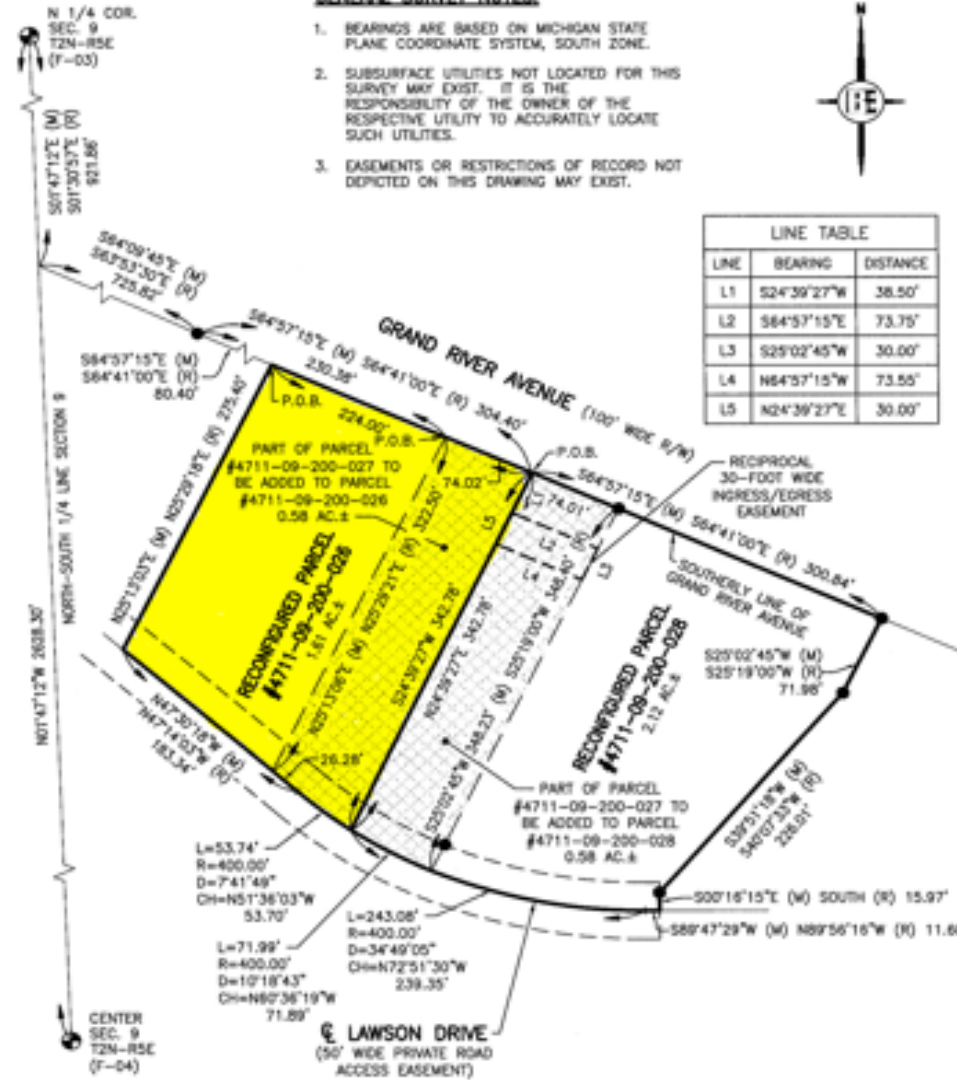 GENERAL SURVEY NOTES:
1. BEARINGS ARE BASED ON MICHIGAN STATE
PLANE COORDINATE SYSTEM, SOUTH ZONE.
2. SUBSURFACE UTILITIES NOT LOCATED FOR THIS
SURVEY MAY EXIST. IT IS THE
RESPONSIBILITY OF THE OWNER OF THE
RESPECTIVE UTILITY TO ACCURATELY LOCATE
SUCH UTILITIES.
3. EASEMENTS OR RESTRICTIONS OF RECORD NOT
DEPICTED ON THIS DRAWING MAY EXIST.
N
N 1/4 COR.
SEC. 9
T2N-R5E
(F-03)
S01°47'12"E (M)
S01°30'57"E (R)
921.86'
LINE TABLE
LINE BEARING DISTANCE
L1 S24°39'27"W 38.50'
L2 S64°57'15"E 73.75'
L3 S25°02'45"W 30.00'
L4 N64°57'15"W 73.55'
L5 N24°39'27"E 30.00'
S64°09'45"E (M)
S63°53'30"E (R)
725.82'
S64°57'15"E (M)
S64°41'00"E (R)
80.40'
S64°57'15"E (M) S64°41'00"E (R) 304.40'
230.38'
GRAND RIVER AVENUE (100' WIDE R/W)
P.O.B.
224.00'
P.O.B.
74.02'
P.O.B.
74.01'
S64°57'15"E (M) S64°41'00"E (R) 300.84'
RECIPROCAL
30-FOOT WIDE
INGRESS/EGRESS
EASEMENT
SOUTHERLY LINE OF
GRAND RIVER AVENUE
PART OF PARCEL
#4711-09-200-027 TO
BE ADDED TO PARCEL
#4711-09-200-026
0.58 AC.±
RECONFIGURED PARCEL
#4711-09-200-026
1.61 AC.±
N25°13'03"E (M) N25°29'18"E (R) 275.40'
N25°13'06"E (M) N25°29'21"E (R) 322.50'
S24°39'27"W 342.78'
N24°39'27"E 342.78'
L1
L2
L3
L4
L5
S25°02'45"W 348.23' (M) S25°19'00"W 348.40' (R)
RECONFIGURED PARCEL
#4711-09-200-028
2.12 AC.±
S25°02'45"W (M)
S25°19'00"W (R)
71.98'
S39°51'18"W (M)
S40°07'33"W (R)
226.01'
PART OF PARCEL
#4711-09-200-027 TO
BE ADDED TO PARCEL
#4711-09-200-028
0.58 AC.±
NORTH-SOUTH 1/4 LINE SECTION 9
N01°47'12"W 2628.30'
N47°30'18"W (M)
N47°14'03"W (R)
183.34'
26.28'
L=53.74'
R=400.00'
D=7°41'49"
CH=N51°36'03"W
53.70'
L=71.99'
R=400.00'
D=10°18'43"
CH=N60°36'19"W
71.89'
L=243.08'
R=400.00'
D=34°49'05"
CH=N72°51'30"W
239.35'
S00°16'15"E (M) SOUTH (R) 15.97'
S89°47'29"W (M) N89°56'16"W (R)
℄ LAWSON DRIVE
(50' WIDE PRIVATE ROAD
ACCESS EASEMENT)
CENTER
SEC. 9
T2N-R5E
(F-04)